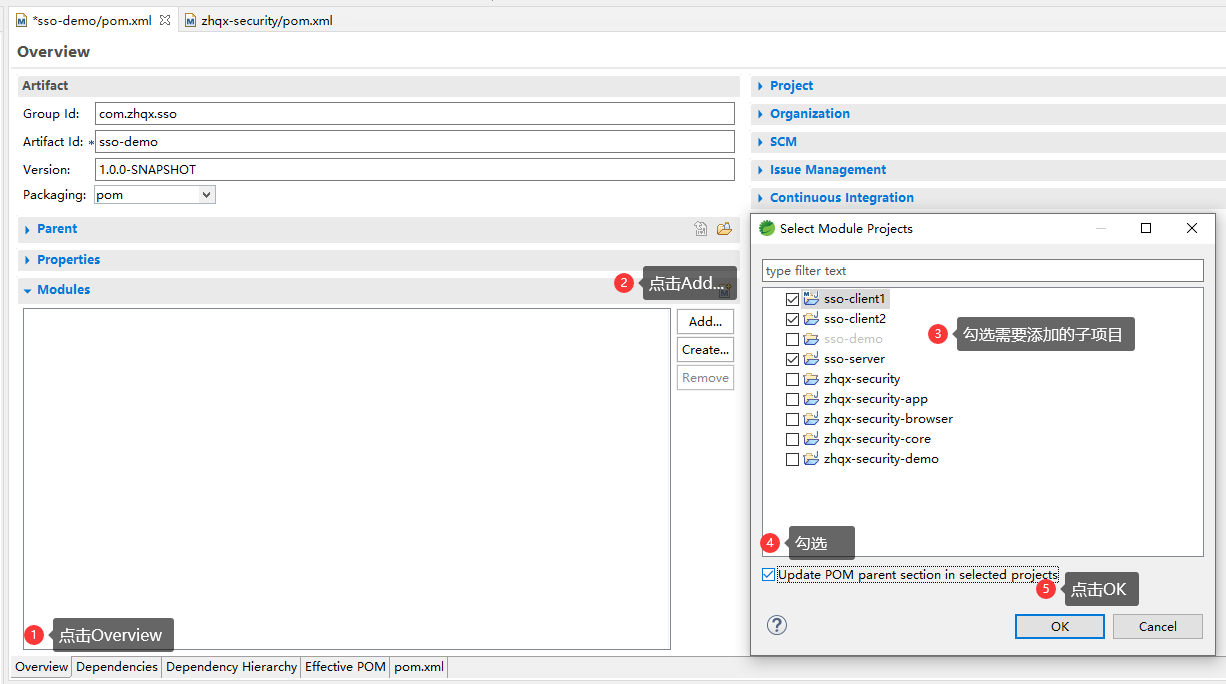 *sso-demo/pom.xml
zhqx-security/pom.xml
Overview
Artifact
Group Id: com.zhqx.sso
Artifact Id: * sso-demo
Version: 1.0.0-SNAPSHOT
Packaging: pom
Parent
Properties
Modules
2 点击Add...
Add...
Create...
Remove
1 点击Overview
Overview
Dependencies
Dependency Hierarchy
Effective POM
pom.xml
Project
Organization
SCM
Issue Management
Continuous Integration
Select Module Projects
type filter text
sso-client1
sso-client2
sso-demo
3 勾选需要添加的子项目
sso-server
zhqx-security
zhqx-security-app
zhqx-security-browser
zhqx-security-core
zhqx-security-demo
4 勾选
Update POM parent section in selected projects
5 点击OK
?
OK
Cancel